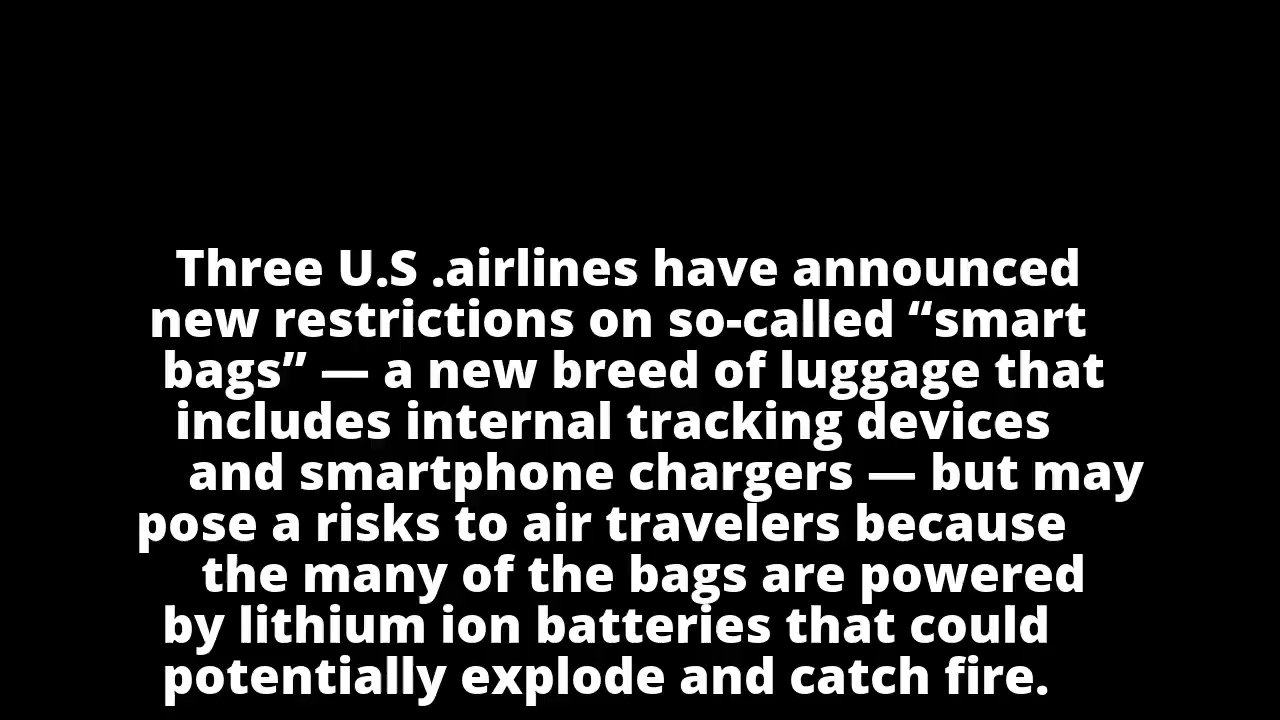 Three U.S .airlines have announced
new restrictions on so-called “smart
bags” — a new breed of luggage that
includes internal tracking devices
and smartphone chargers — but may
pose a risks to air travelers because
the many of the bags are powered
by lithium ion batteries that could
potentially explode and catch fire.